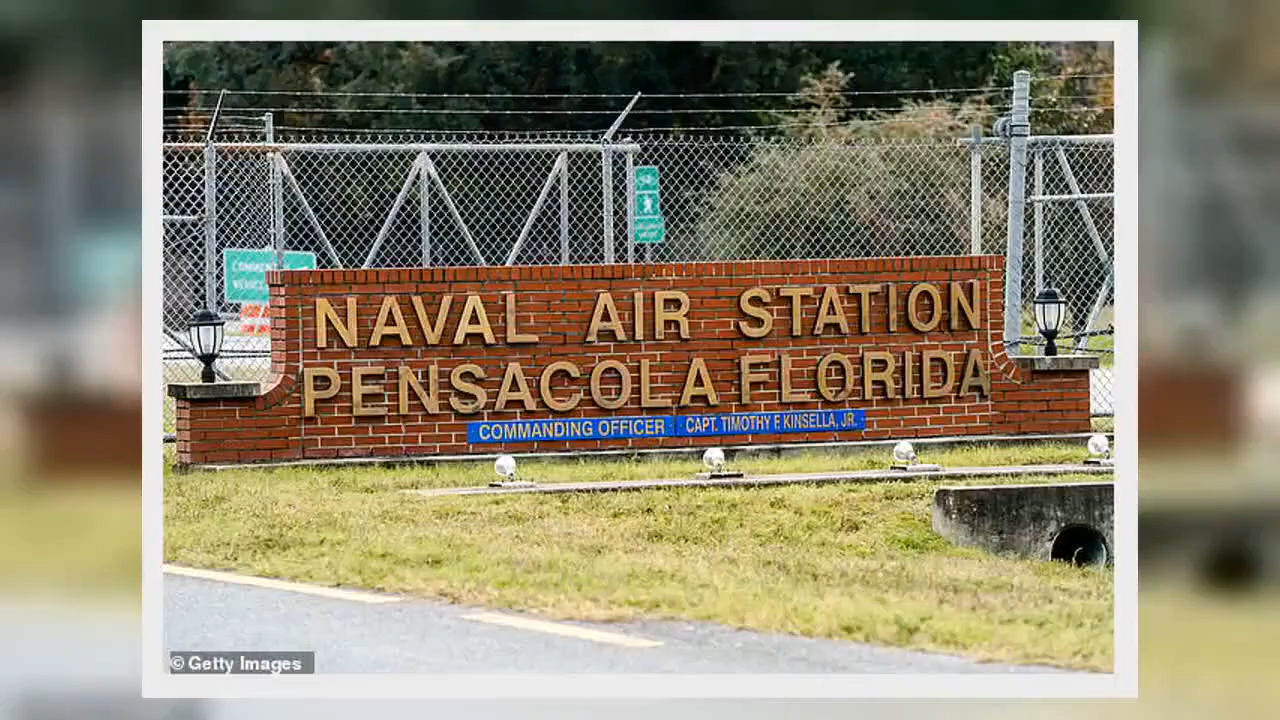 NAVAL AIR STATION
PENSACOLA FLORIDA
COMMANDING OFFICER CAPT. TIMOTHY F. KINSELLA, JR.
© Getty Images